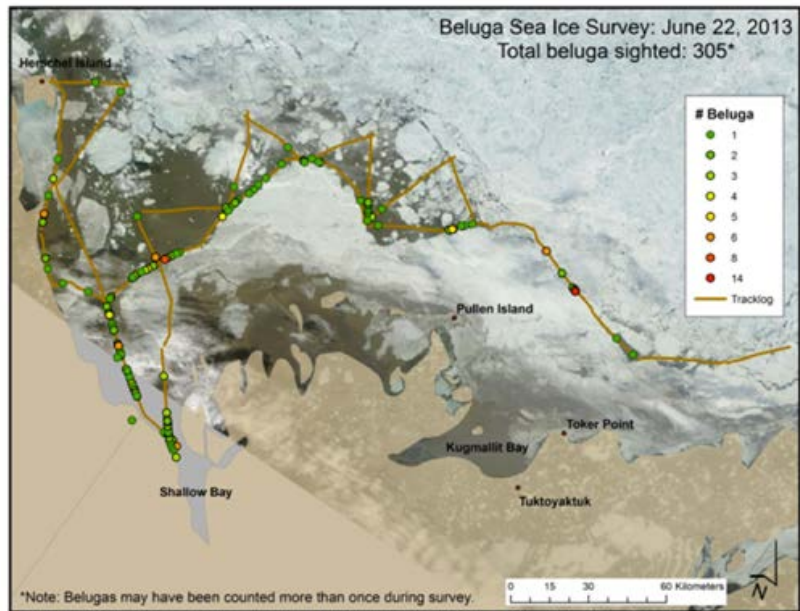 Beluga Sea Ice Survey: June 22, 2013
Total beluga sighted: 305*
Herschel Island
# Beluga
1
2
3
4
5
6
8
14
Tracklog
Pullen Island
Toker Point
Kugmallit Bay
Tuktoyaktuk
Shallow Bay
*Note: Belugas may have been counted more than once during survey.
0 15 30 60 Kilometers
N